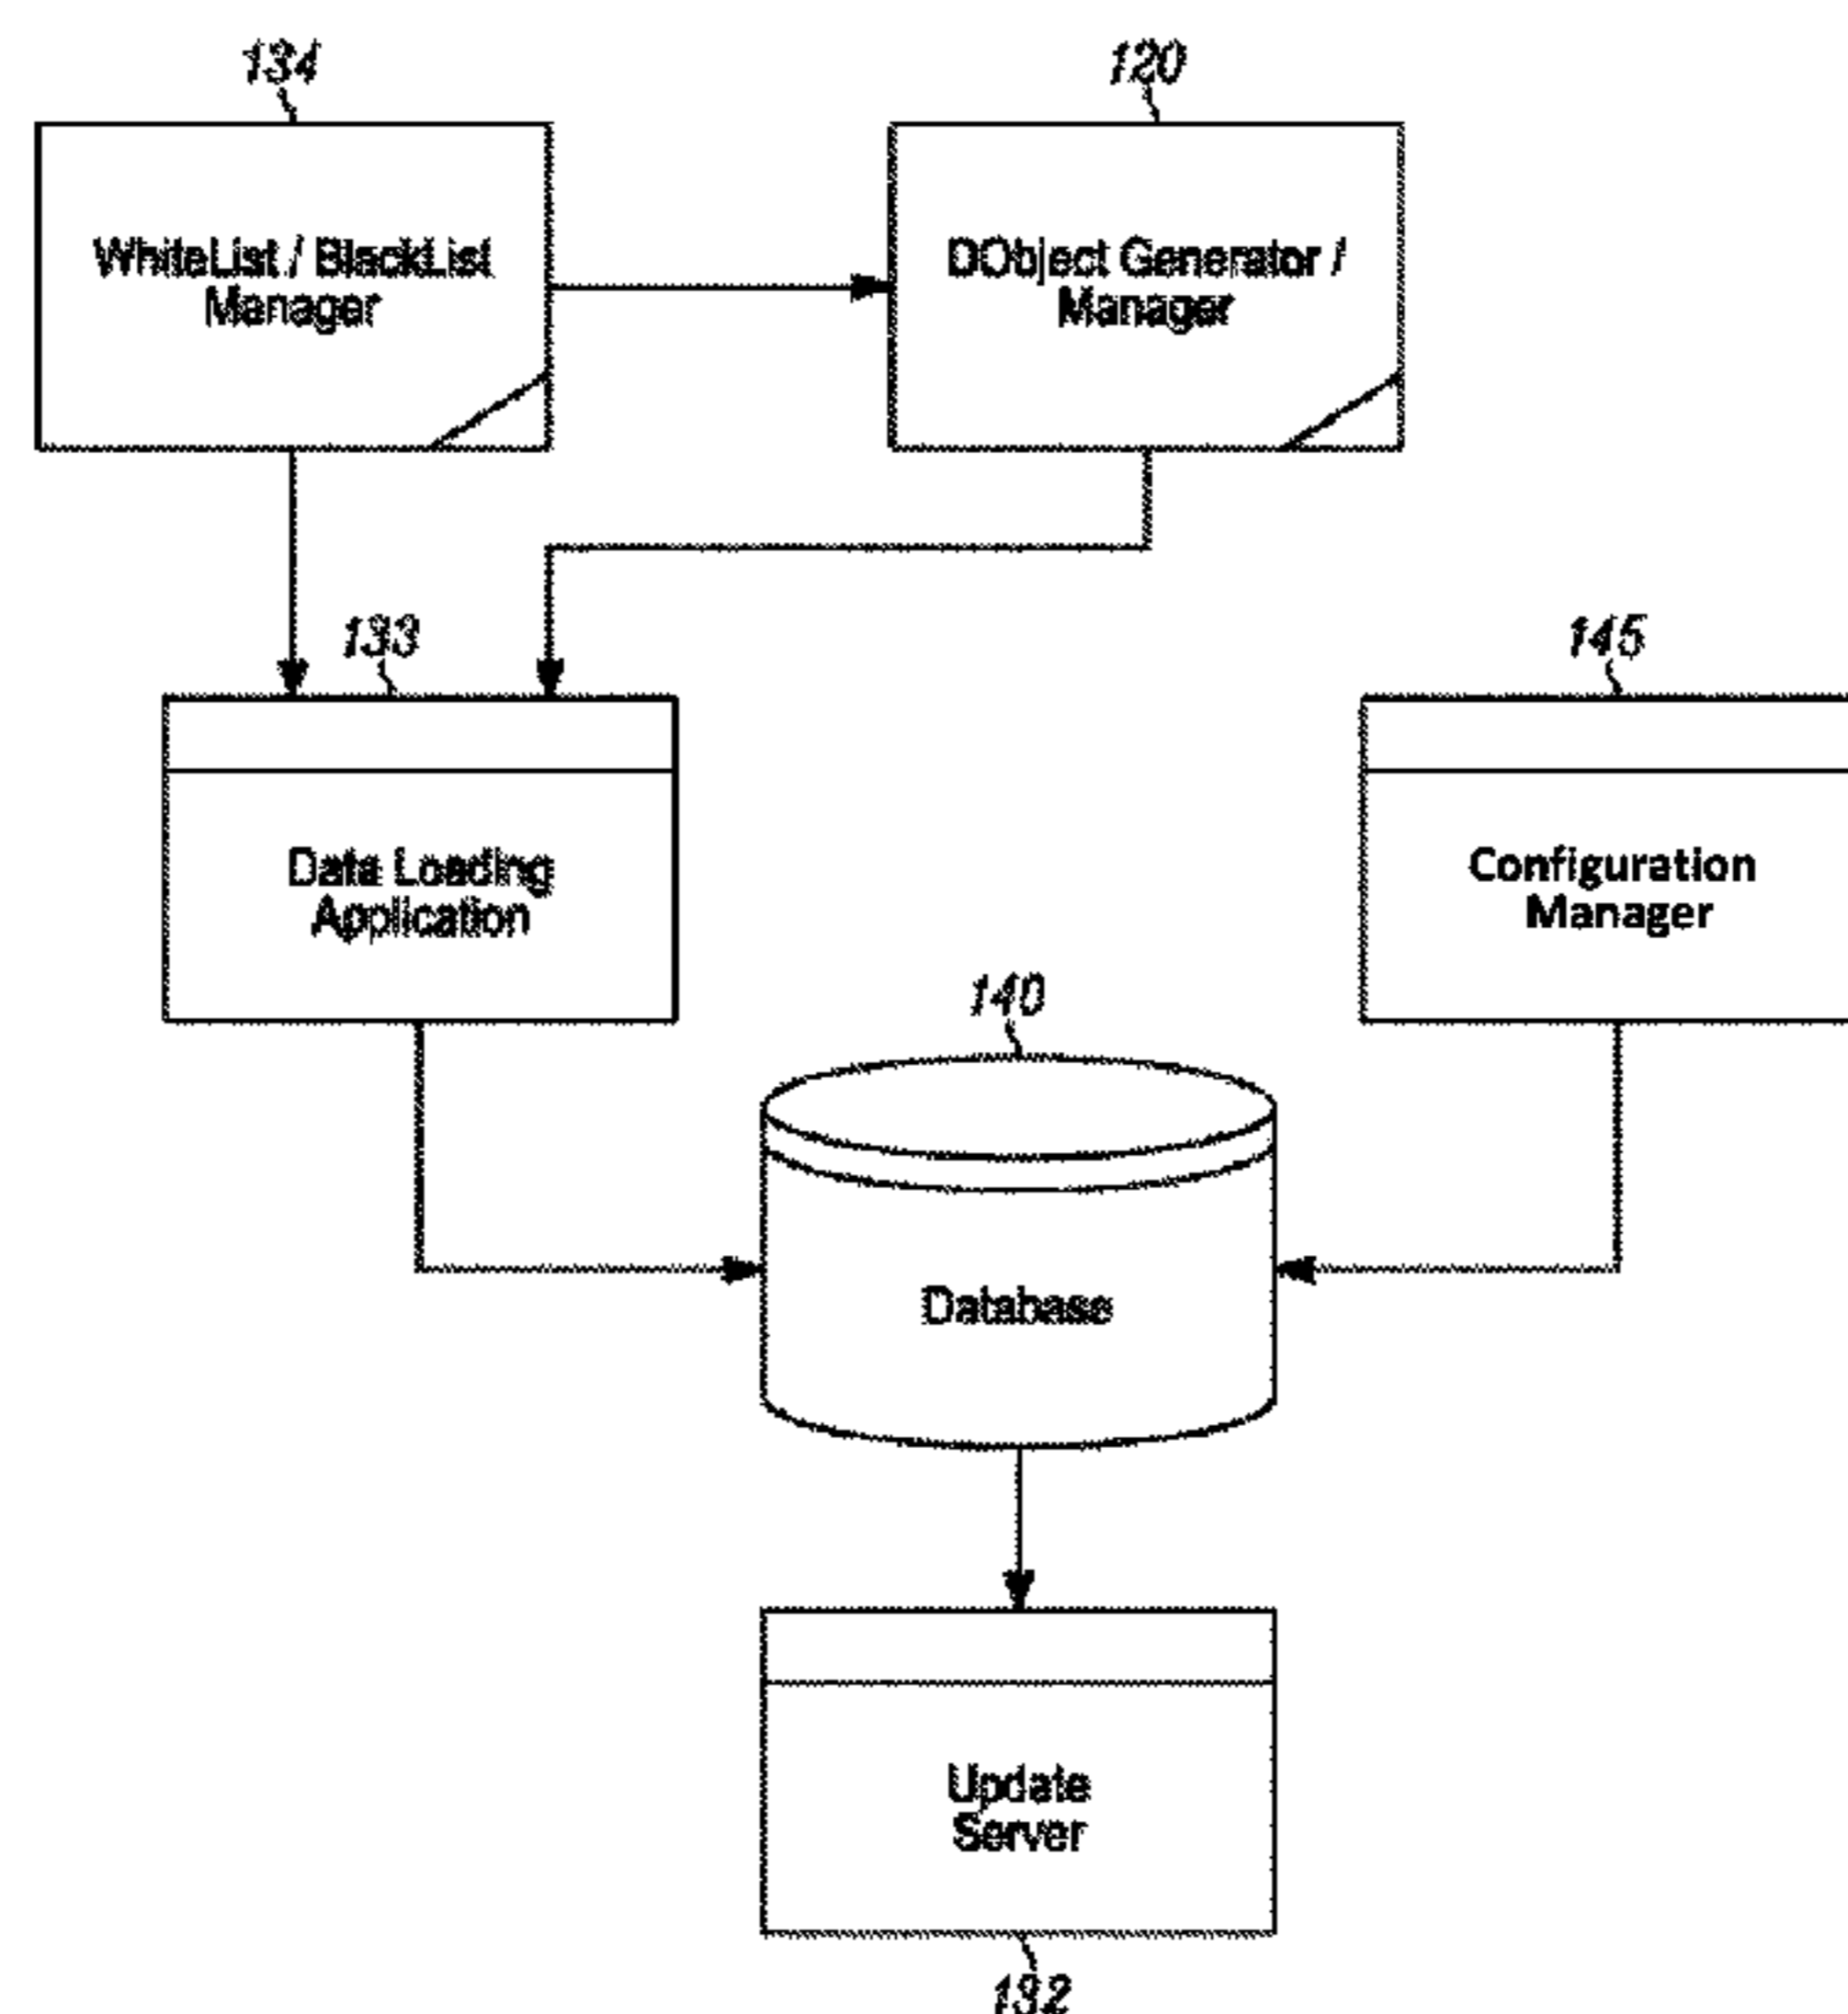 134
120
WhiteList / BlackList
Manager
DObject Generator /
Manager
133
145
Data Loading
Application
Configuration
Manager
140
Database
Update
Server
132